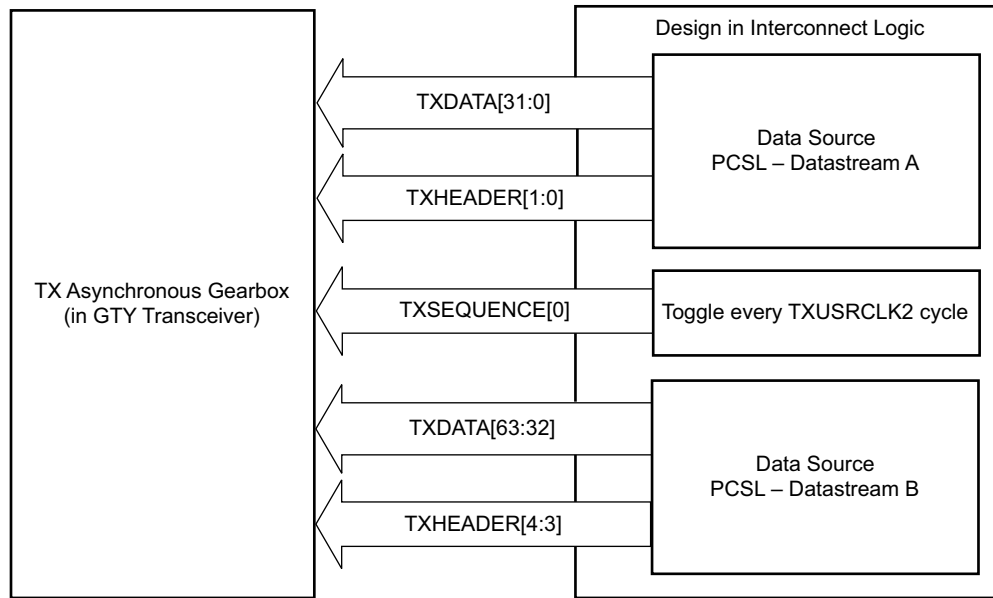 Design in Interconnect Logic
TXDATA[31:0]
Data Source
PCSL – Datastream A
TXHEADER[1:0]
TX Asynchronous Gearbox
(in GTY Transceiver)
TXSEQUENCE[0]
Toggle every TXUSRCLK2 cycle
TXDATA[63:32]
Data Source
PCSL – Datastream B
TXHEADER[4:3]